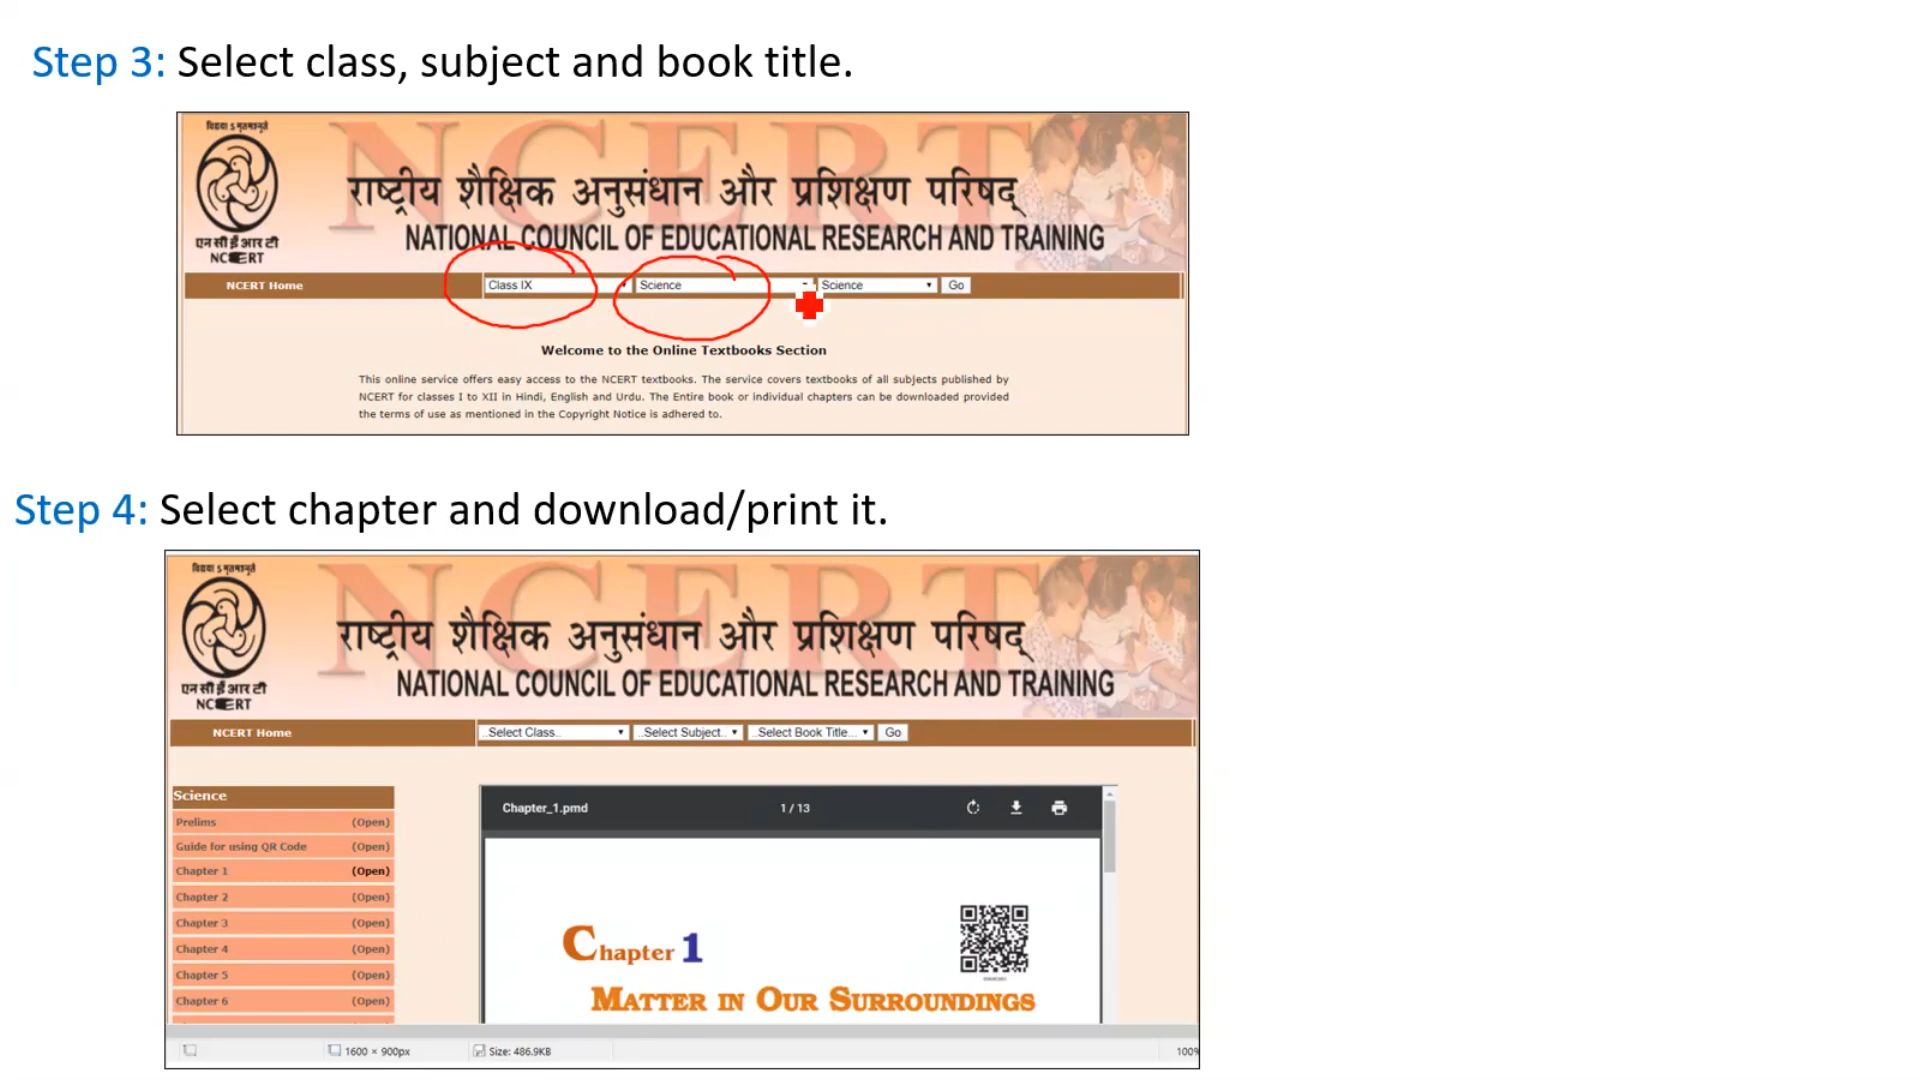 Step 3: Select class, subject and book title.
NCERT
राष्ट्रीय शैक्षिक अनुसंधान और प्रशिक्षण परिषद्
NATIONAL COUNCIL OF EDUCATIONAL RESEARCH AND TRAINING
एन सी ई आर टी
NCERT
NCERT Home
Class IX
Science
Science
Go
Welcome to the Online Textbooks Section
This online service offers easy access to the NCERT textbooks. The service covers textbooks of all subjects published by
NCERT for classes I to XII in Hindi, English and Urdu. The Entire book or individual chapters can be downloaded provided
the terms of use as mentioned in the Copyright Notice is adhered to.
Step 4: Select chapter and download/print it.
NCERT
राष्ट्रीय शैक्षिक अनुसंधान और प्रशिक्षण परिषद्
NATIONAL COUNCIL OF EDUCATIONAL RESEARCH AND TRAINING
एन सी ई आर टी
NCERT
NCERT Home
..Select Class..
..Select Subject..
..Select Book Title...
Go
Science
Prelims (Open)
Guide for using QR Code (Open)
Chapter 1 (Open)
Chapter 2 (Open)
Chapter 3 (Open)
Chapter 4 (Open)
Chapter 5 (Open)
Chapter 6 (Open)
Chapter_1.pmd
1 / 13
Chapter 1
MATTER IN OUR SURROUNDINGS
1600 × 900px
Size: 486.9KB
100%